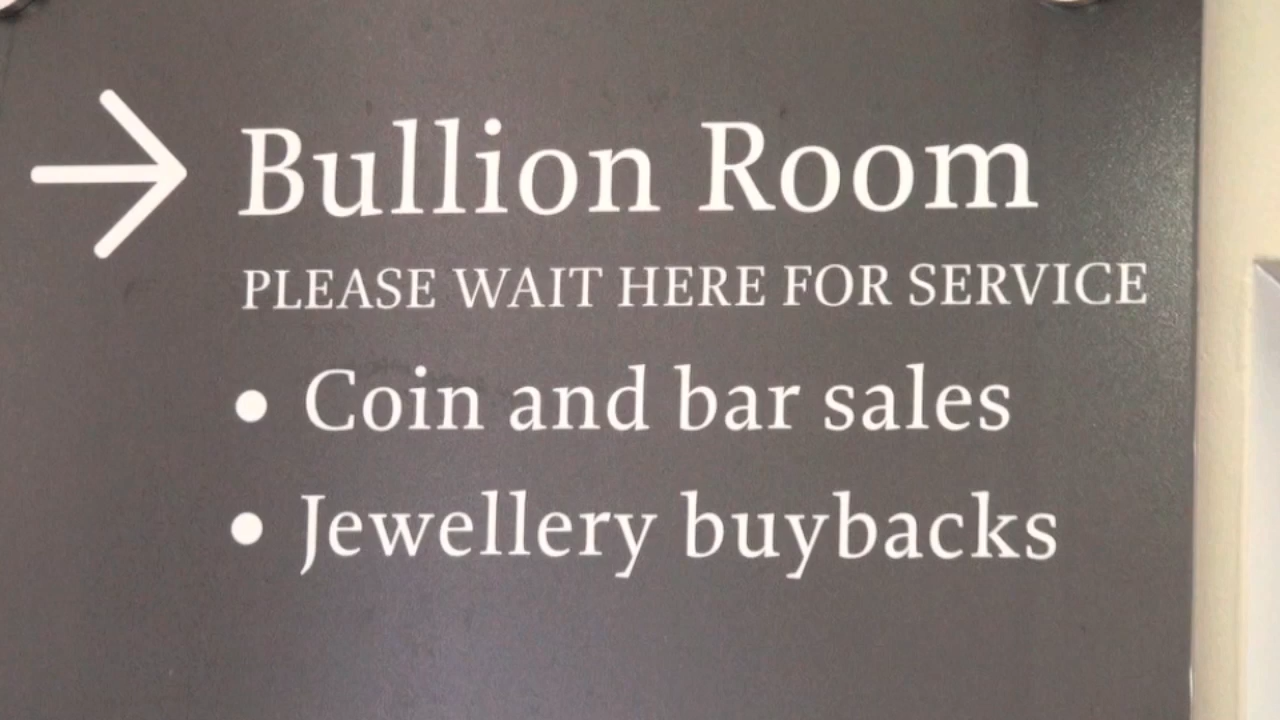 Bullion Room
PLEASE WAIT HERE FOR SERVICE
• Coin and bar sales
• Jewellery buybacks